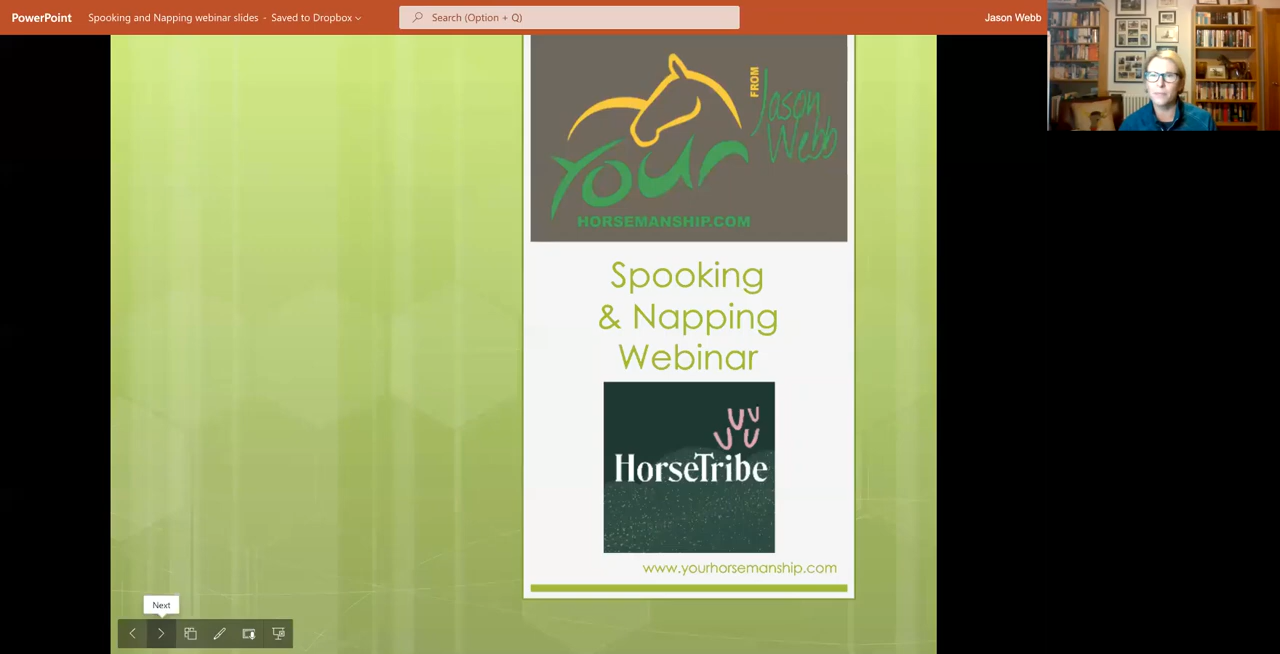 PowerPoint
Spooking and Napping webinar slides - Saved to Dropbox
Search (Option + Q)
Jason Webb
FROM
Jason
Webb
Your
HORSEMANSHIP.COM
Spooking
& Napping
Webinar
HorseTribe
www.yourhorsemanship.com
Next